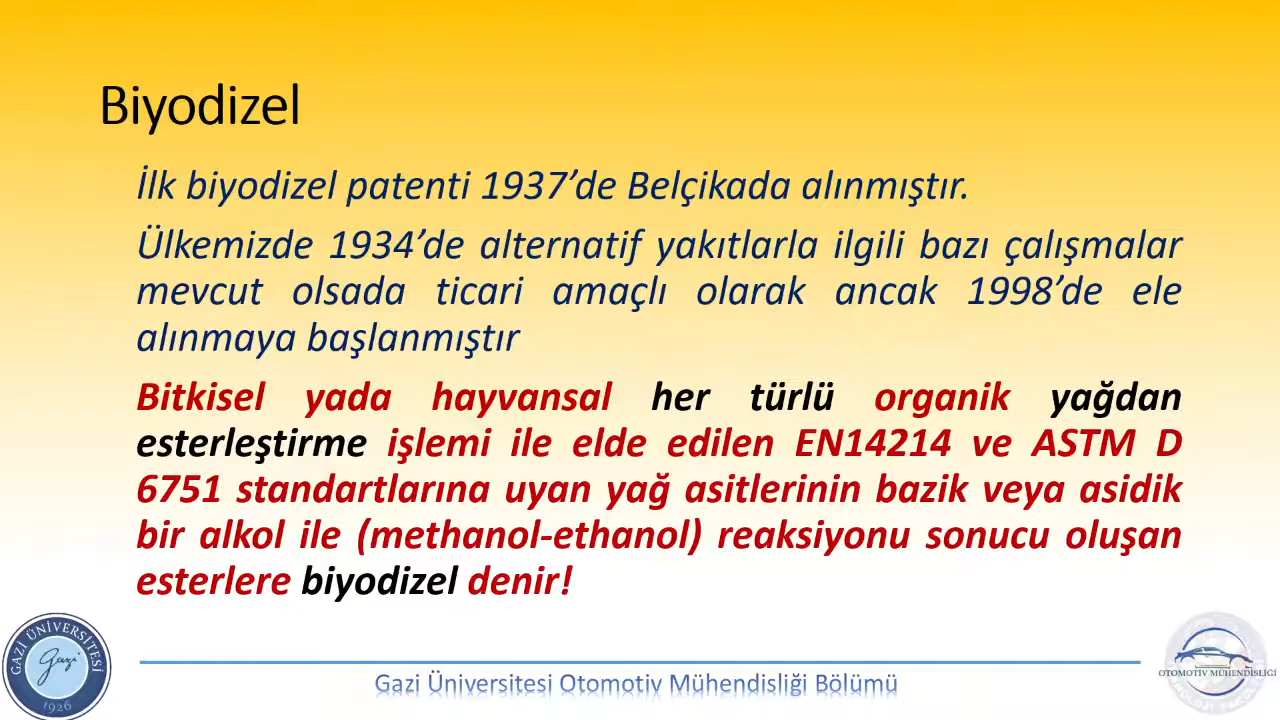 Biyodizel
İlk biyodizel patenti 1937’de Belçikada alınmıştır.
Ülkemizde 1934’de alternatif yakıtlarla ilgili bazı çalışmalar
mevcut olsada ticari amaçlı olarak ancak 1998’de ele
alınmaya başlanmıştır
Bitkisel yada hayvansal her türlü organik yağdan
esterleştirme işlemi ile elde edilen EN14214 ve ASTM D
6751 standartlarına uyan yağ asitlerinin bazik veya asidik
bir alkol ile (methanol-ethanol) reaksiyonu sonucu oluşan
esterlere biyodizel denir!
GAZİ ÜNİVERSİTESİ
Gazi
1926
Gazi Üniversitesi Otomotiv Mühendisliği Bölümü
OTOMOTİV MÜHENDİSLİĞİ